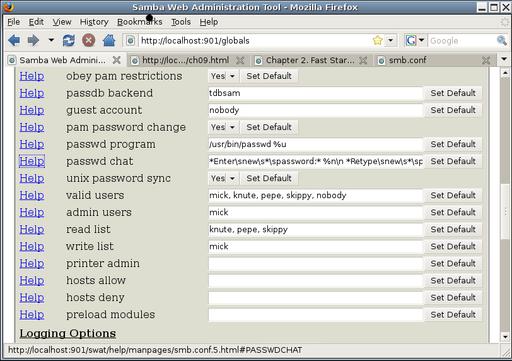 Samba Web Administration Tool - Mozilla Firefox
File Edit View History Bookmarks Tools Help
http://localhost:901/globals Google
Samba Web Admini... http://loc.../ch09.html Chapter 2. Fast Star... smb.conf
Help obey pam restrictions Yes Set Default
Help passdb backend tdbsam Set Default
Help guest account nobody Set Default
Help pam password change Yes Set Default
Help passwd program /usr/bin/passwd %u Set Default
Help passwd chat *Enter\snew\s*\spassword:* %n\n *Retype\snew\s*\sp Set Default
Help unix password sync Yes Set Default
Help valid users mick, knute, pepe, skippy, nobody Set Default
Help admin users mick Set Default
Help read list knute, pepe, skippy Set Default
Help write list mick Set Default
Help printer admin Set Default
Help hosts allow Set Default
Help hosts deny Set Default
Help preload modules Set Default
Logging Options
http://localhost:901/swat/help/manpages/smb.conf.5.html#PASSWDCHAT